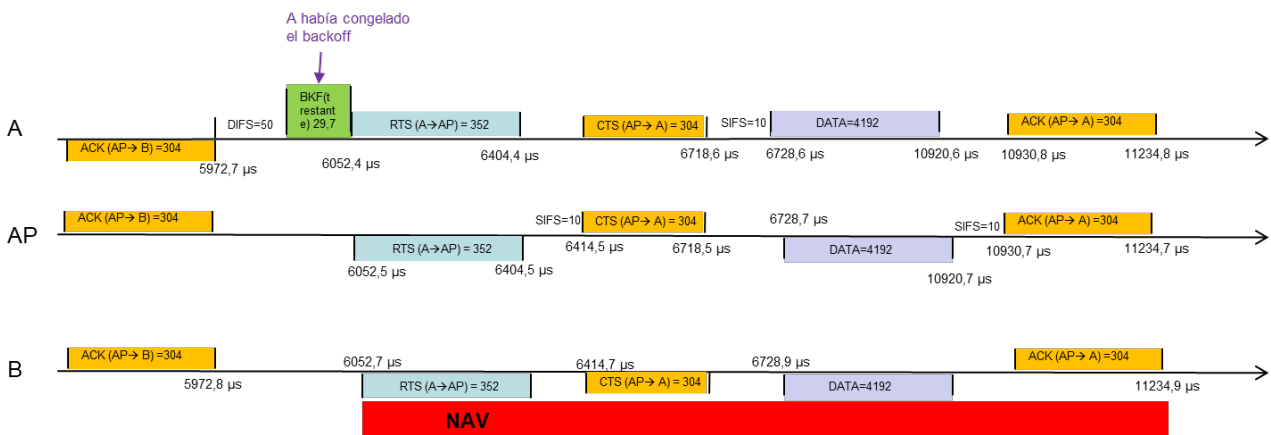 A había congelado
el backoff
BKF(t
restant
e) 29,7
A
DIFS=50
RTS (A→AP) = 352
CTS (AP→ A) = 304
SIFS=10
DATA=4192
ACK (AP→ A) =304
ACK (AP→ B) =304
5972,7 µs
6052,4 µs
6404,4 µs
6718,6 µs
6728,6 µs
10920,6 µs
10930,8 µs
11234,8 µs
AP
ACK (AP→ B) =304
SIFS=10
CTS (AP→ A) = 304
6728,7 µs
SIFS=10
ACK (AP→ A) =304
RTS (A→AP) = 352
6414,5 µs
6718,5 µs
DATA=4192
10930,7 µs
11234,7 µs
6052,5 µs
6404,5 µs
10920,7 µs
B
ACK (AP→ B) =304
6052,7 µs
6414,7 µs
6728,9 µs
ACK (AP→ A) =304
5972,8 µs
RTS (A→AP) = 352
CTS (AP→ A) = 304
DATA=4192
11234,9 µs
NAV